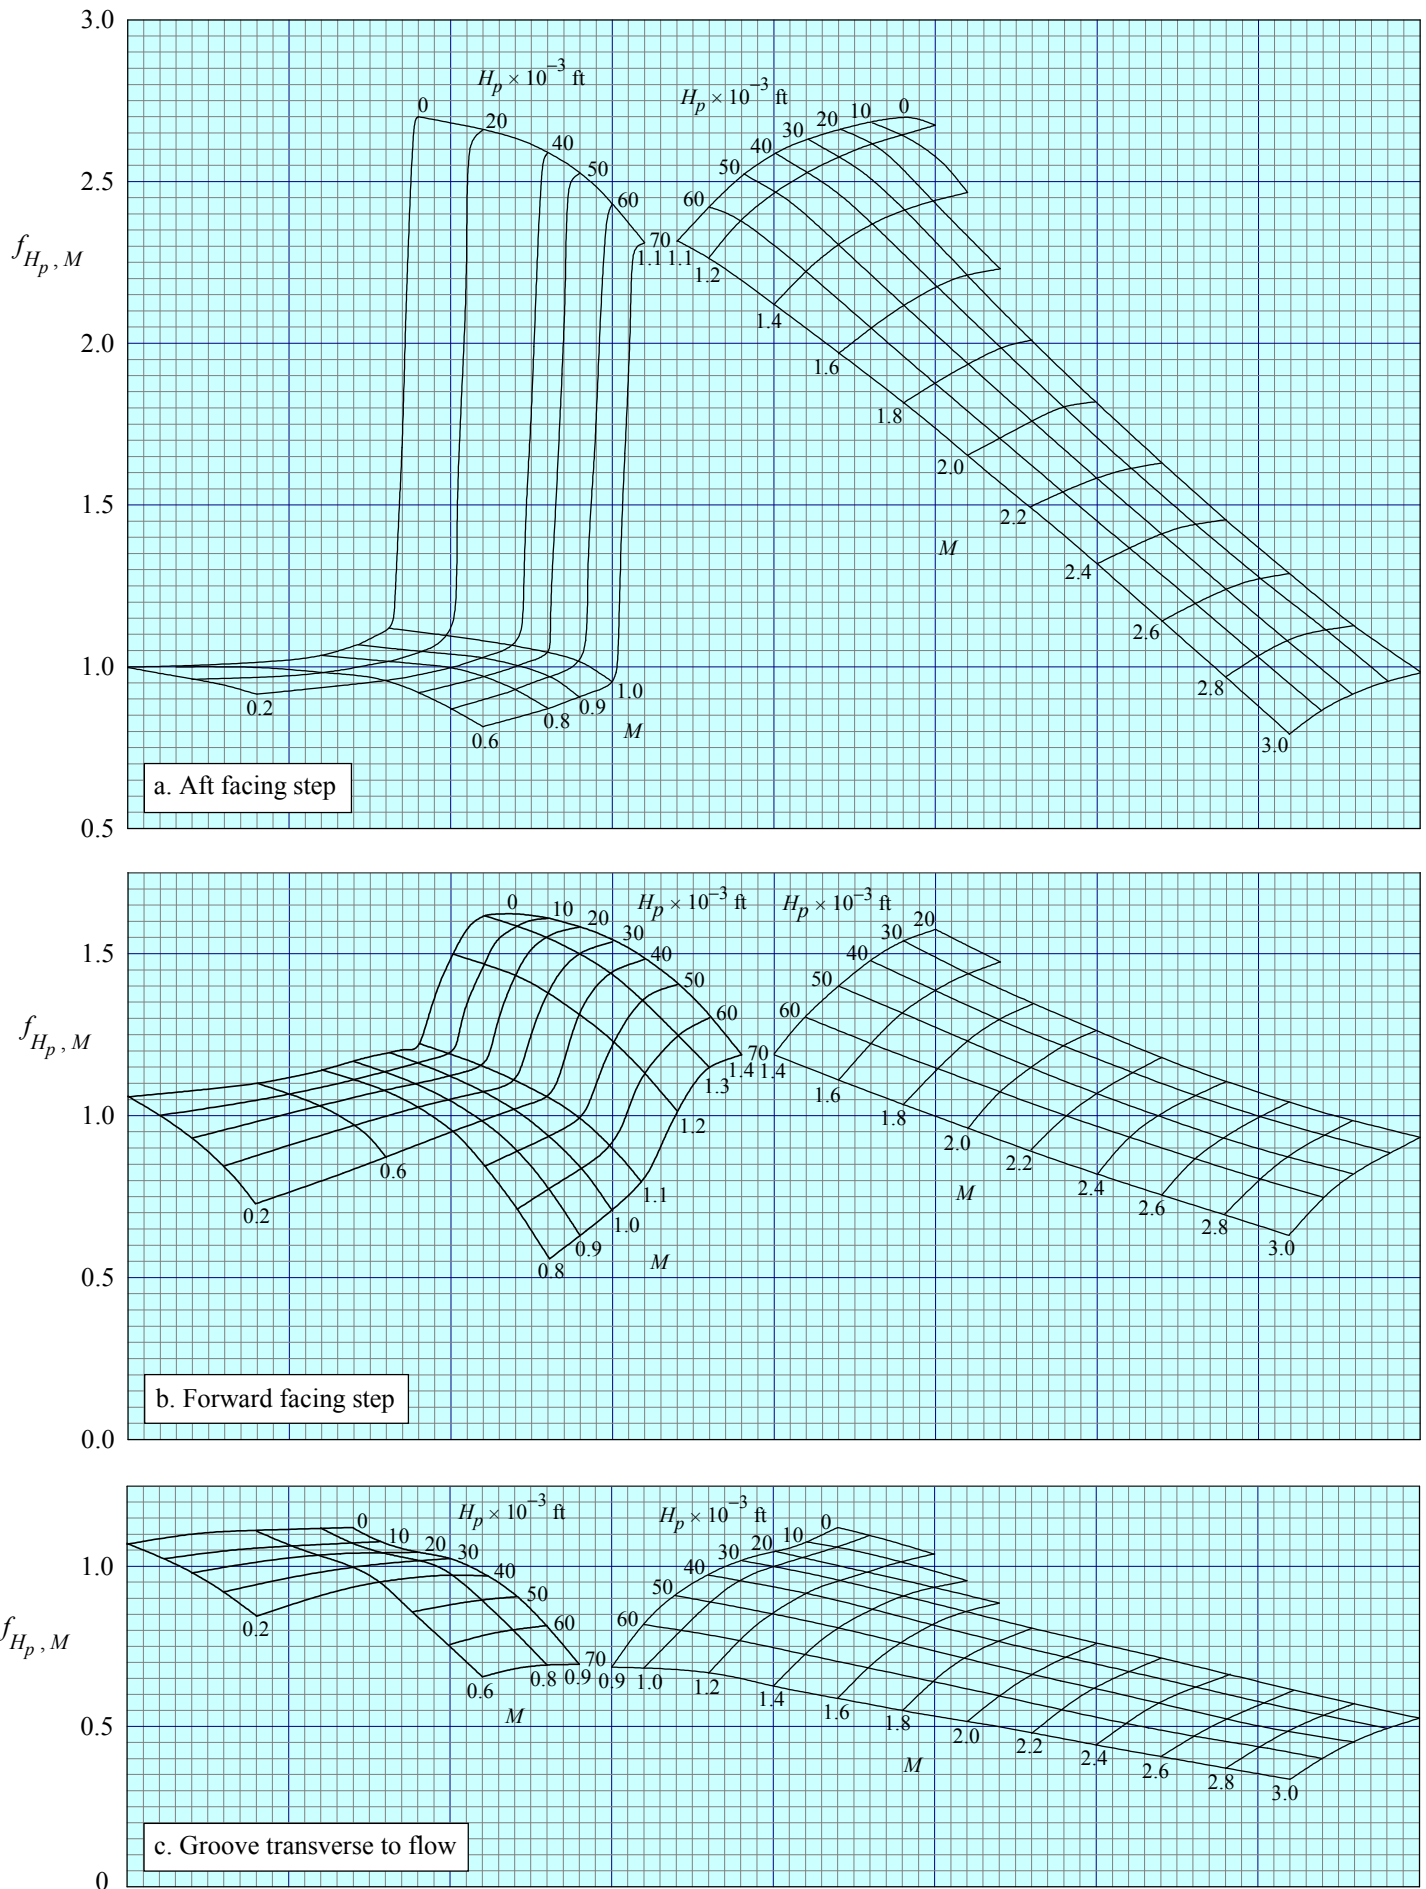 3.0
H_p × 10^−3 ft
H_p × 10^−3 ft
0 20 40 50 60 70
60 50 40 30 20 10 0
2.5
f_{H_p, M}
1.1 1.1
1.2
1.4
2.0
1.6
1.8
2.0
1.5
2.2
M
2.4
2.6
1.0
2.8
3.0
0.2
0.6
0.8
0.9
1.0
M
a. Aft facing step
0.5
H_p × 10^−3 ft
H_p × 10^−3 ft
0 10 20 30 40 50 60 70
60 50 40 30 20
1.5
f_{H_p, M}
1.4 1.4
1.3
1.2
1.6
1.8
2.0
2.2
2.4
2.6
2.8
3.0
M
1.0
0.6
0.2
1.1
1.0
0.9
0.8
M
0.5
b. Forward facing step
0.0
H_p × 10^−3 ft
H_p × 10^−3 ft
0 10 20 30 40 50 60 70
60 50 40 30 20 10 0
1.0
f_{H_p, M}
0.2
0.6
0.8
0.9
M
0.9
1.0
1.2
1.4
1.6
1.8
2.0
2.2
2.4
2.6
2.8
3.0
M
0.5
c. Groove transverse to flow
0